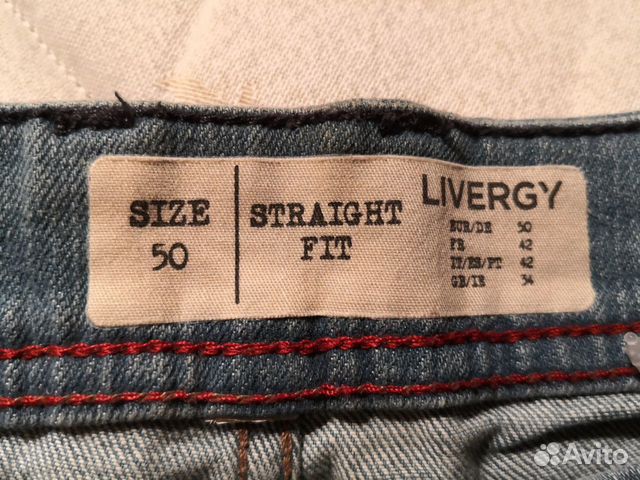 SIZE
50
STRAIGHT
FIT
LIVERGY
EUR/DE 50
FR 42
IT/ES/PT 42
GB/IE 34
Avito